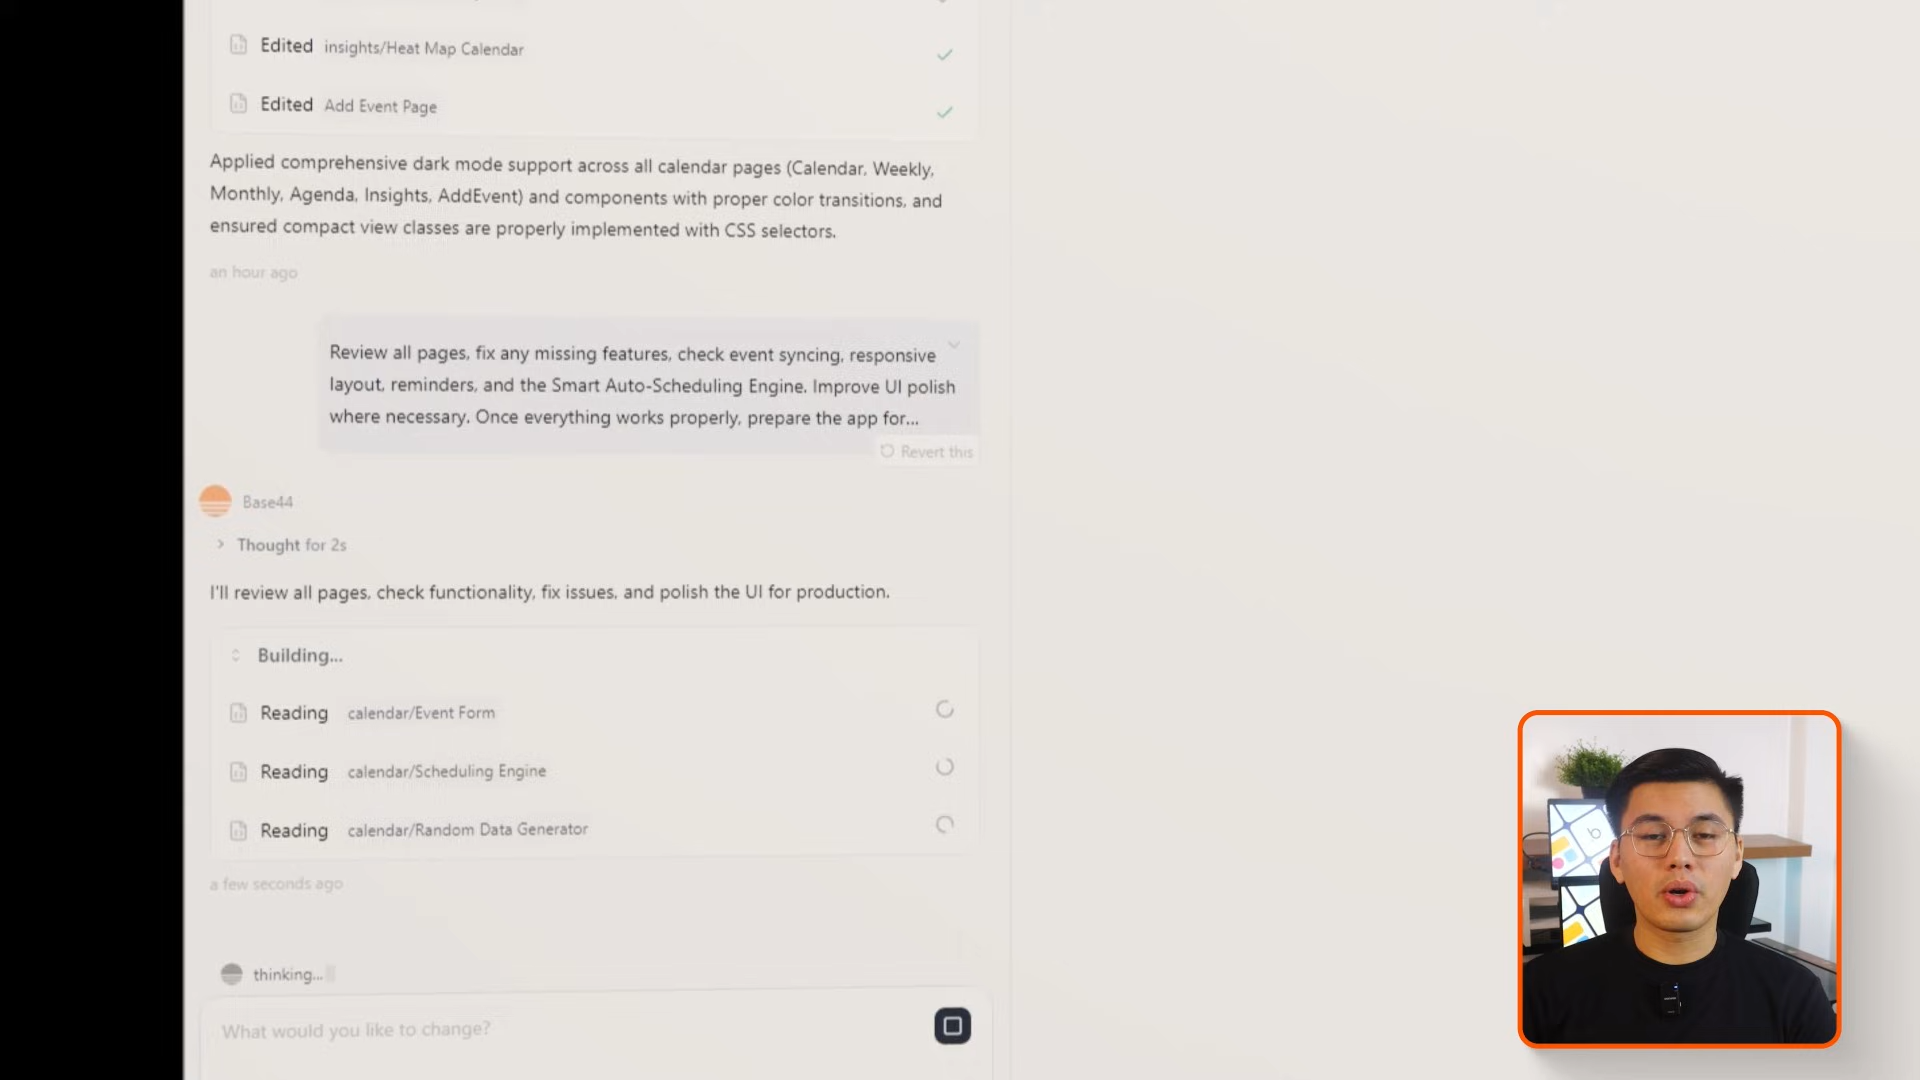 Edited insights/Heat Map Calendar
Edited Add Event Page
Applied comprehensive dark mode support across all calendar pages (Calendar, Weekly,
Monthly, Agenda, Insights, AddEvent) and components with proper color transitions, and
ensured compact view classes are properly implemented with CSS selectors.
an hour ago
Review all pages, fix any missing features, check event syncing, responsive
layout, reminders, and the Smart Auto-Scheduling Engine. Improve UI polish
where necessary. Once everything works properly, prepare the app for...
Revert this
Base44
Thought for 2s
I'll review all pages, check functionality, fix issues, and polish the UI for production.
Building...
Reading calendar/Event Form
Reading calendar/Scheduling Engine
Reading calendar/Random Data Generator
a few seconds ago
thinking...
What would you like to change?
b